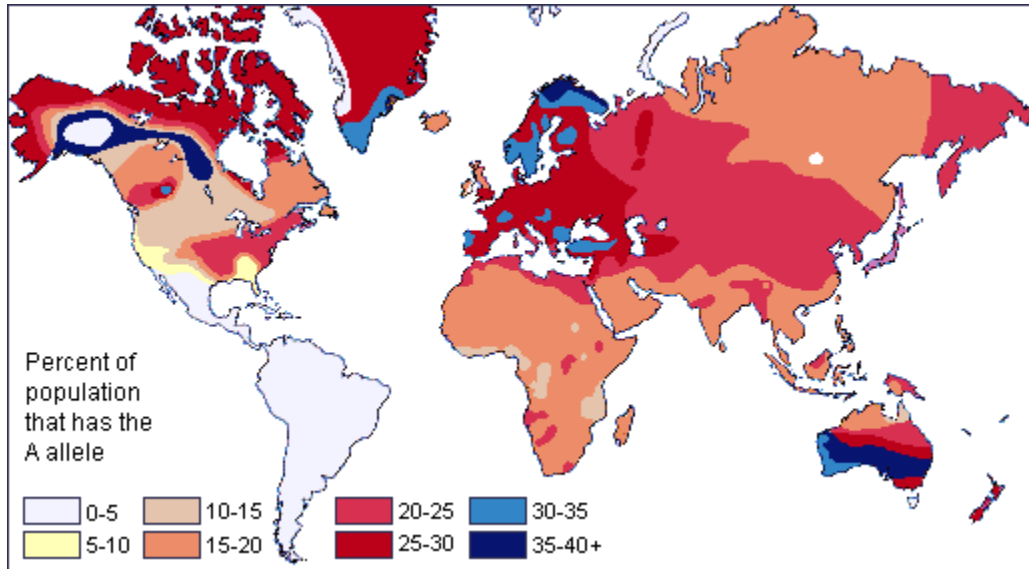 Percent of
population
that has the
A allele
0-5
10-15
20-25
30-35
5-10
15-20
25-30
35-40+